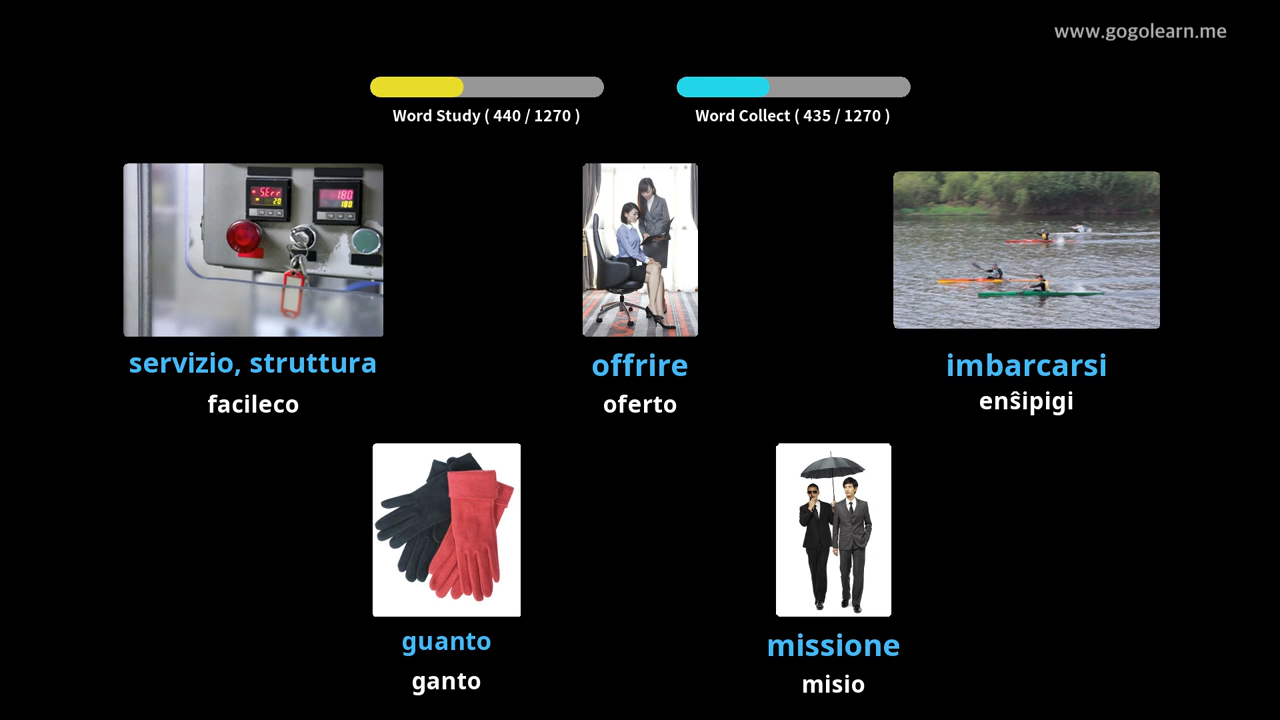 www.gogolearn.me
Word Study ( 440 / 1270 )
Word Collect ( 435 / 1270 )
servizio, struttura
facileco
offrire
oferto
imbarcarsi
enŝipigi
guanto
ganto
missione
misio